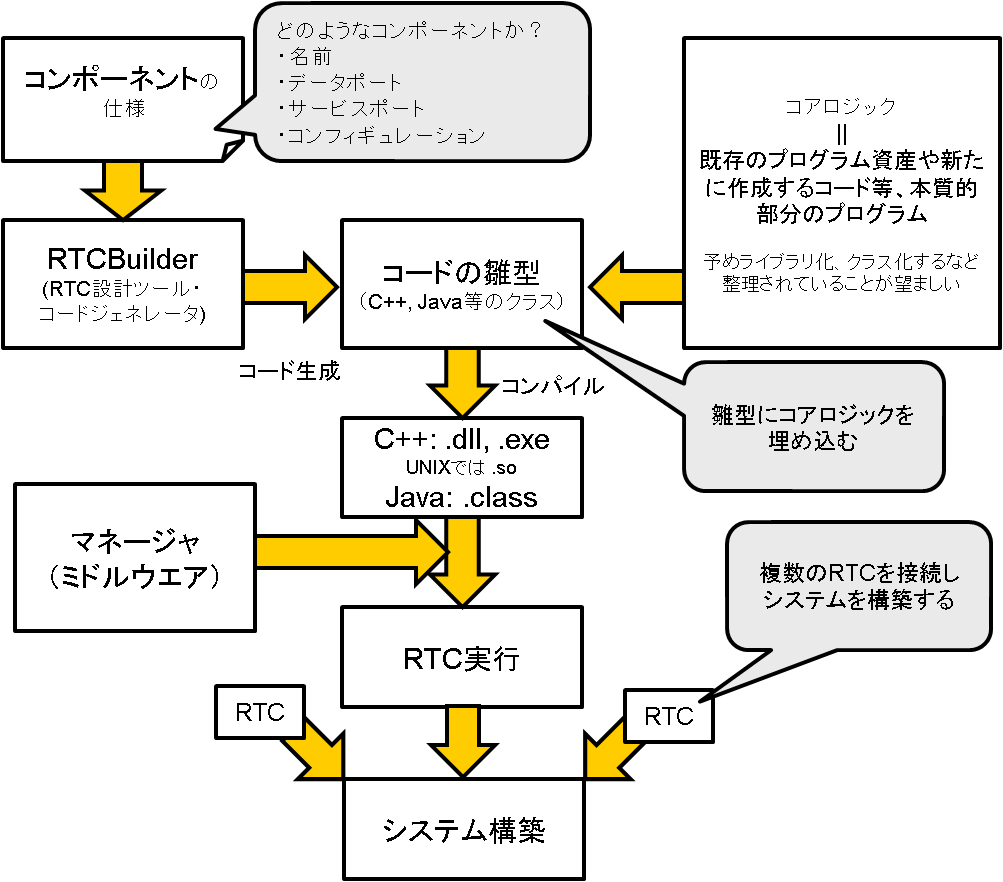 どのようなコンポーネントか？
・名前
・データポート
・サービスポート
・コンフィギュレーション
コンポーネントの
仕様
コアロジック
||
既存のプログラム資産や新た
に作成するコード等、本質的
部分のプログラム
予めライブラリ化、クラス化するなど
整理されていることが望ましい
RTCBuilder
(RTC設計ツール・
コードジェネレータ)
コードの雛型
（C++, Java等のクラス）
コード生成
コンパイル
雛型にコアロジックを
埋め込む
C++: .dll, .exe
UNIXでは .so
Java: .class
マネージャ
（ミドルウエア）
複数のRTCを接続し
システムを構築する
RTC実行
RTC
RTC
システム構築